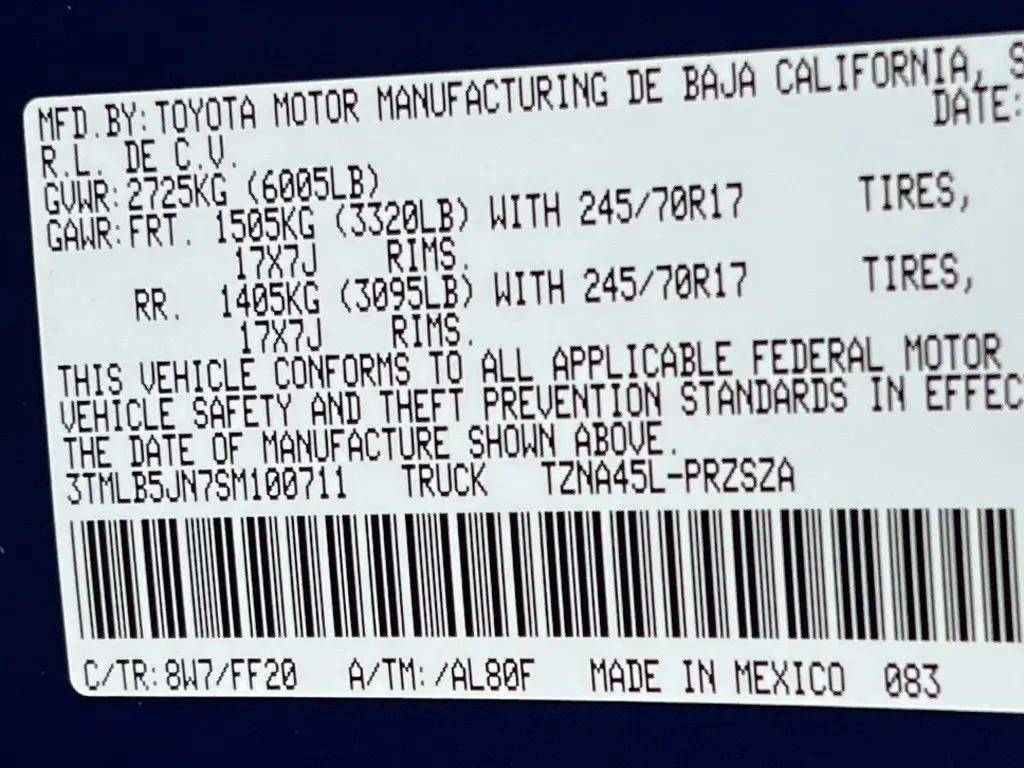 MFD.BY:TOYOTA MOTOR MANUFACTURING DE BAJA CALIFORNIA, S
DATE:
R.L. DE C.V.
GVWR:2725KG (6005LB)
GAWR:FRT. 1505KG (3320LB) WITH 245/70R17 TIRES,
17X7J RIMS.
RR. 1405KG (3095LB) WITH 245/70R17 TIRES,
17X7J RIMS.
THIS VEHICLE CONFORMS TO ALL APPLICABLE FEDERAL MOTOR
VEHICLE SAFETY AND THEFT PREVENTION STANDARDS IN EFFEC
THE DATE OF MANUFACTURE SHOWN ABOVE.
3TMLB5JN7SM100711 TRUCK TZNA45L-PRZSZA
C/TR:8W7/FF20 A/TM:/AL80F MADE IN MEXICO 083